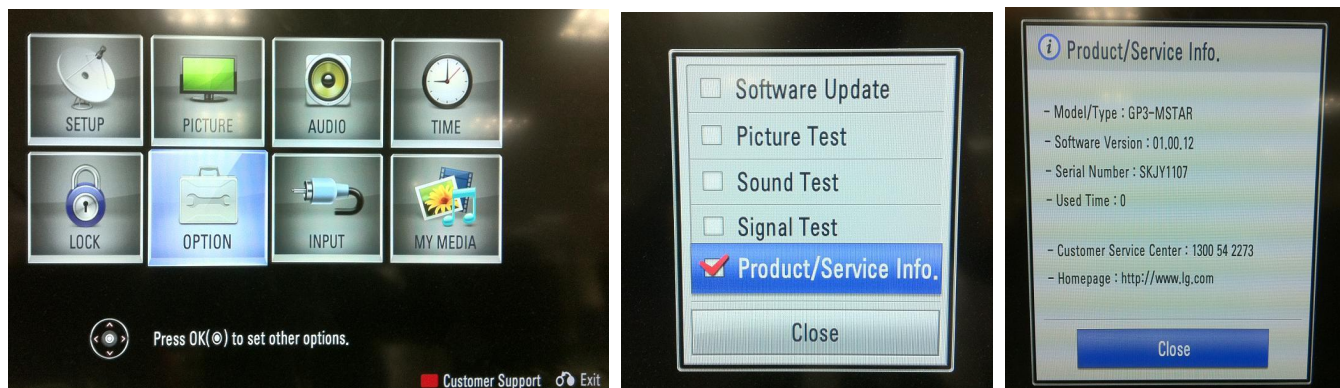 SETUP
PICTURE
AUDIO
TIME
LOCK
OPTION
INPUT
MY MEDIA
Press OK(◉) to set other options.
Customer Support
Exit
Software Update
Picture Test
Sound Test
Signal Test
Product/Service Info.
Close
i Product/Service Info.
- Model/Type : GP3-MSTAR
- Software Version : 01.00.12
- Serial Number : SKJY1107
- Used Time : 0
- Customer Service Center : 1300 54 2273
- Homepage : http://www.lg.com
Close